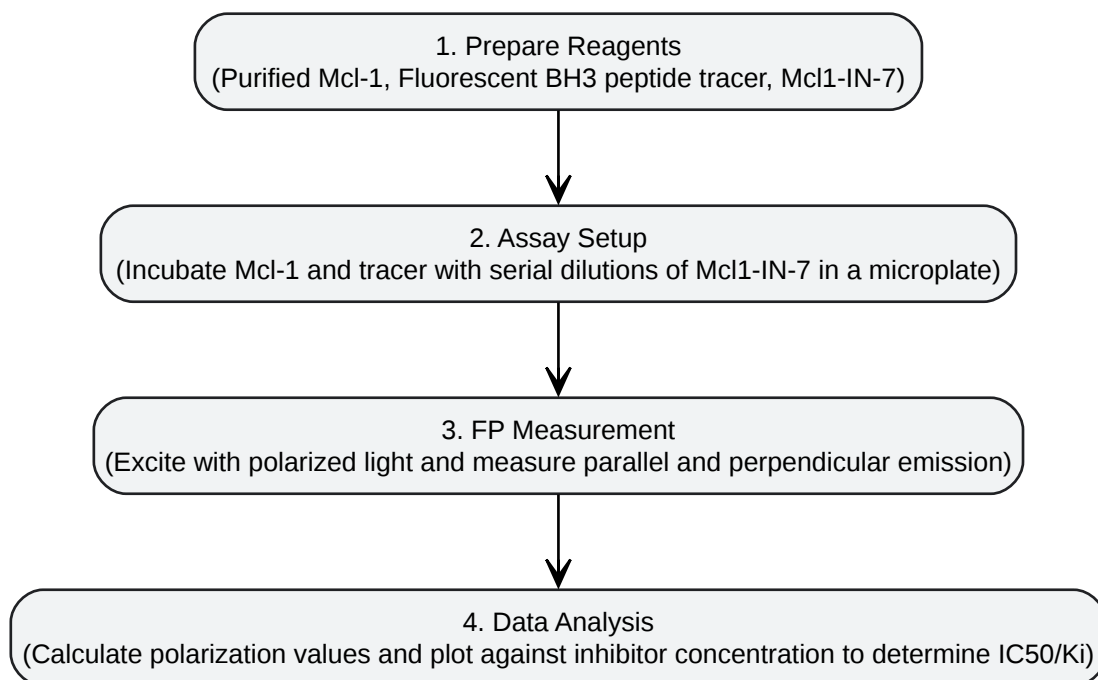 1. Prepare Reagents
(Purified Mcl-1, Fluorescent BH3 peptide tracer, Mcl1-IN-7)
2. Assay Setup
(Incubate Mcl-1 and tracer with serial dilutions of Mcl1-IN-7 in a microplate)
3. FP Measurement
(Excite with polarized light and measure parallel and perpendicular emission)
4. Data Analysis
(Calculate polarization values and plot against inhibitor concentration to determine IC50/Ki)